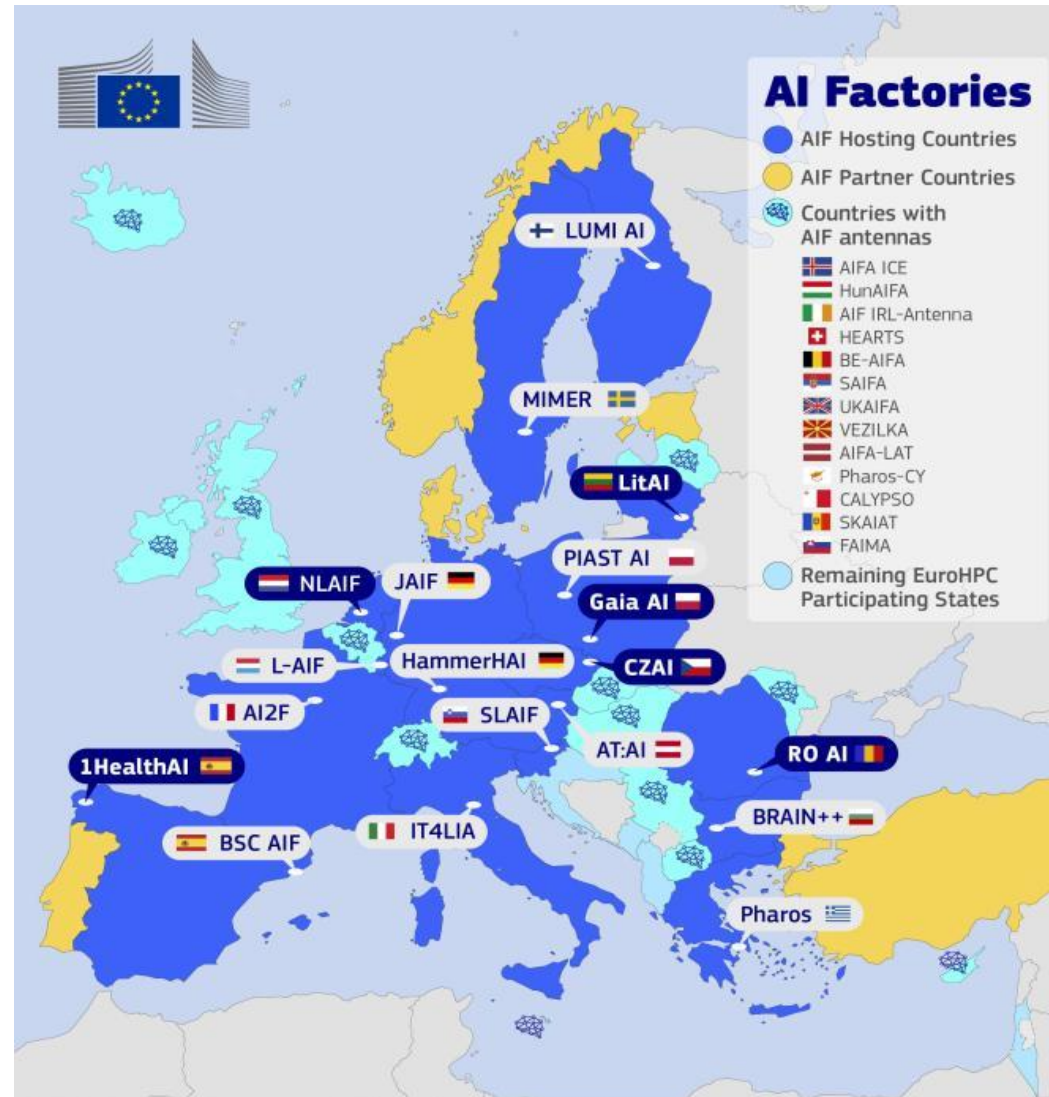 AI Factories
AIF Hosting Countries
AIF Partner Countries
Countries with
AIF antennas
AIFA ICE
HunAIFA
AIF IRL-Antenna
HEARTS
BE-AIFA
SAIFA
UKAIFA
VEZILKA
AIFA-LAT
Pharos-CY
CALYPSO
SKAIAT
FAIMA
Remaining EuroHPC
Participating States
LUMI AI
MIMER
LitAI
PIAST AI
NLAIF
JAIF
Gaia AI
L-AIF
HammerHAI
CZAI
AI2F
SLAIF
AT:AI
RO AI
1HealthAI
BRAIN++
BSC AIF
IT4LIA
Pharos